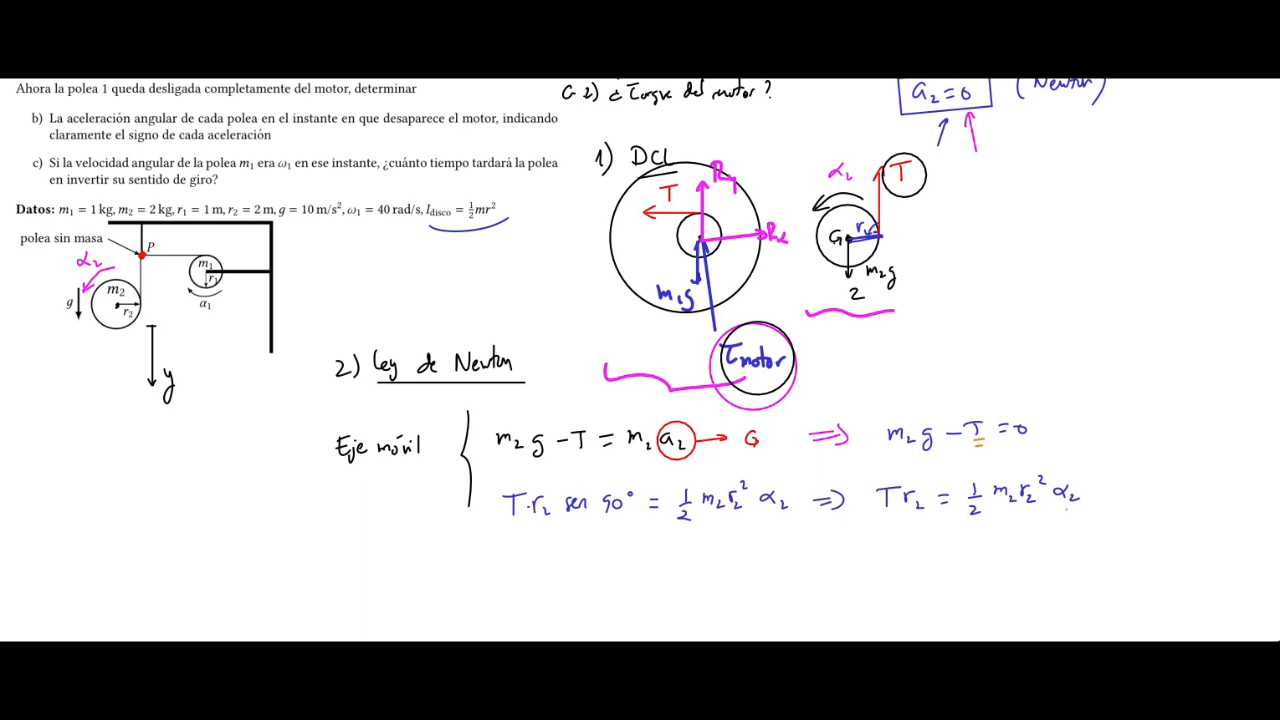 Ahora la polea 1 queda desligada completamente del motor, determinar
b) La aceleración angular de cada polea en el instante en que desaparece el motor, indicando
claramente el signo de cada aceleración
c) Si la velocidad angular de la polea m₁ era ω₁ en ese instante, ¿cuánto tiempo tardará la polea
en invertir su sentido de giro?
Datos: m₁ = 1 kg, m₂ = 2 kg, r₁ = 1 m, r₂ = 2 m, g = 10 m/s², ω₁ = 40 rad/s, I_disco = ½mr²
polea sin masa
P
α₂
m₁
r₁
α₁
m₂
r₂
g
y
G 2) ¿Torque del motor?
a₂ = 0 (Newton)
1) DCL
R₁
T
R₂
m₁g
τ motor
α₂
T
G
r₂
m₂g
2
2) Ley de Newton
Eje móvil
m₂g - T = m₂ a₂ → G ⇒ m₂g - T = 0
T·r₂ sen 90° = ½ m₂r₂² α₂ ⇒ Tr₂ = ½ m₂r₂² α₂